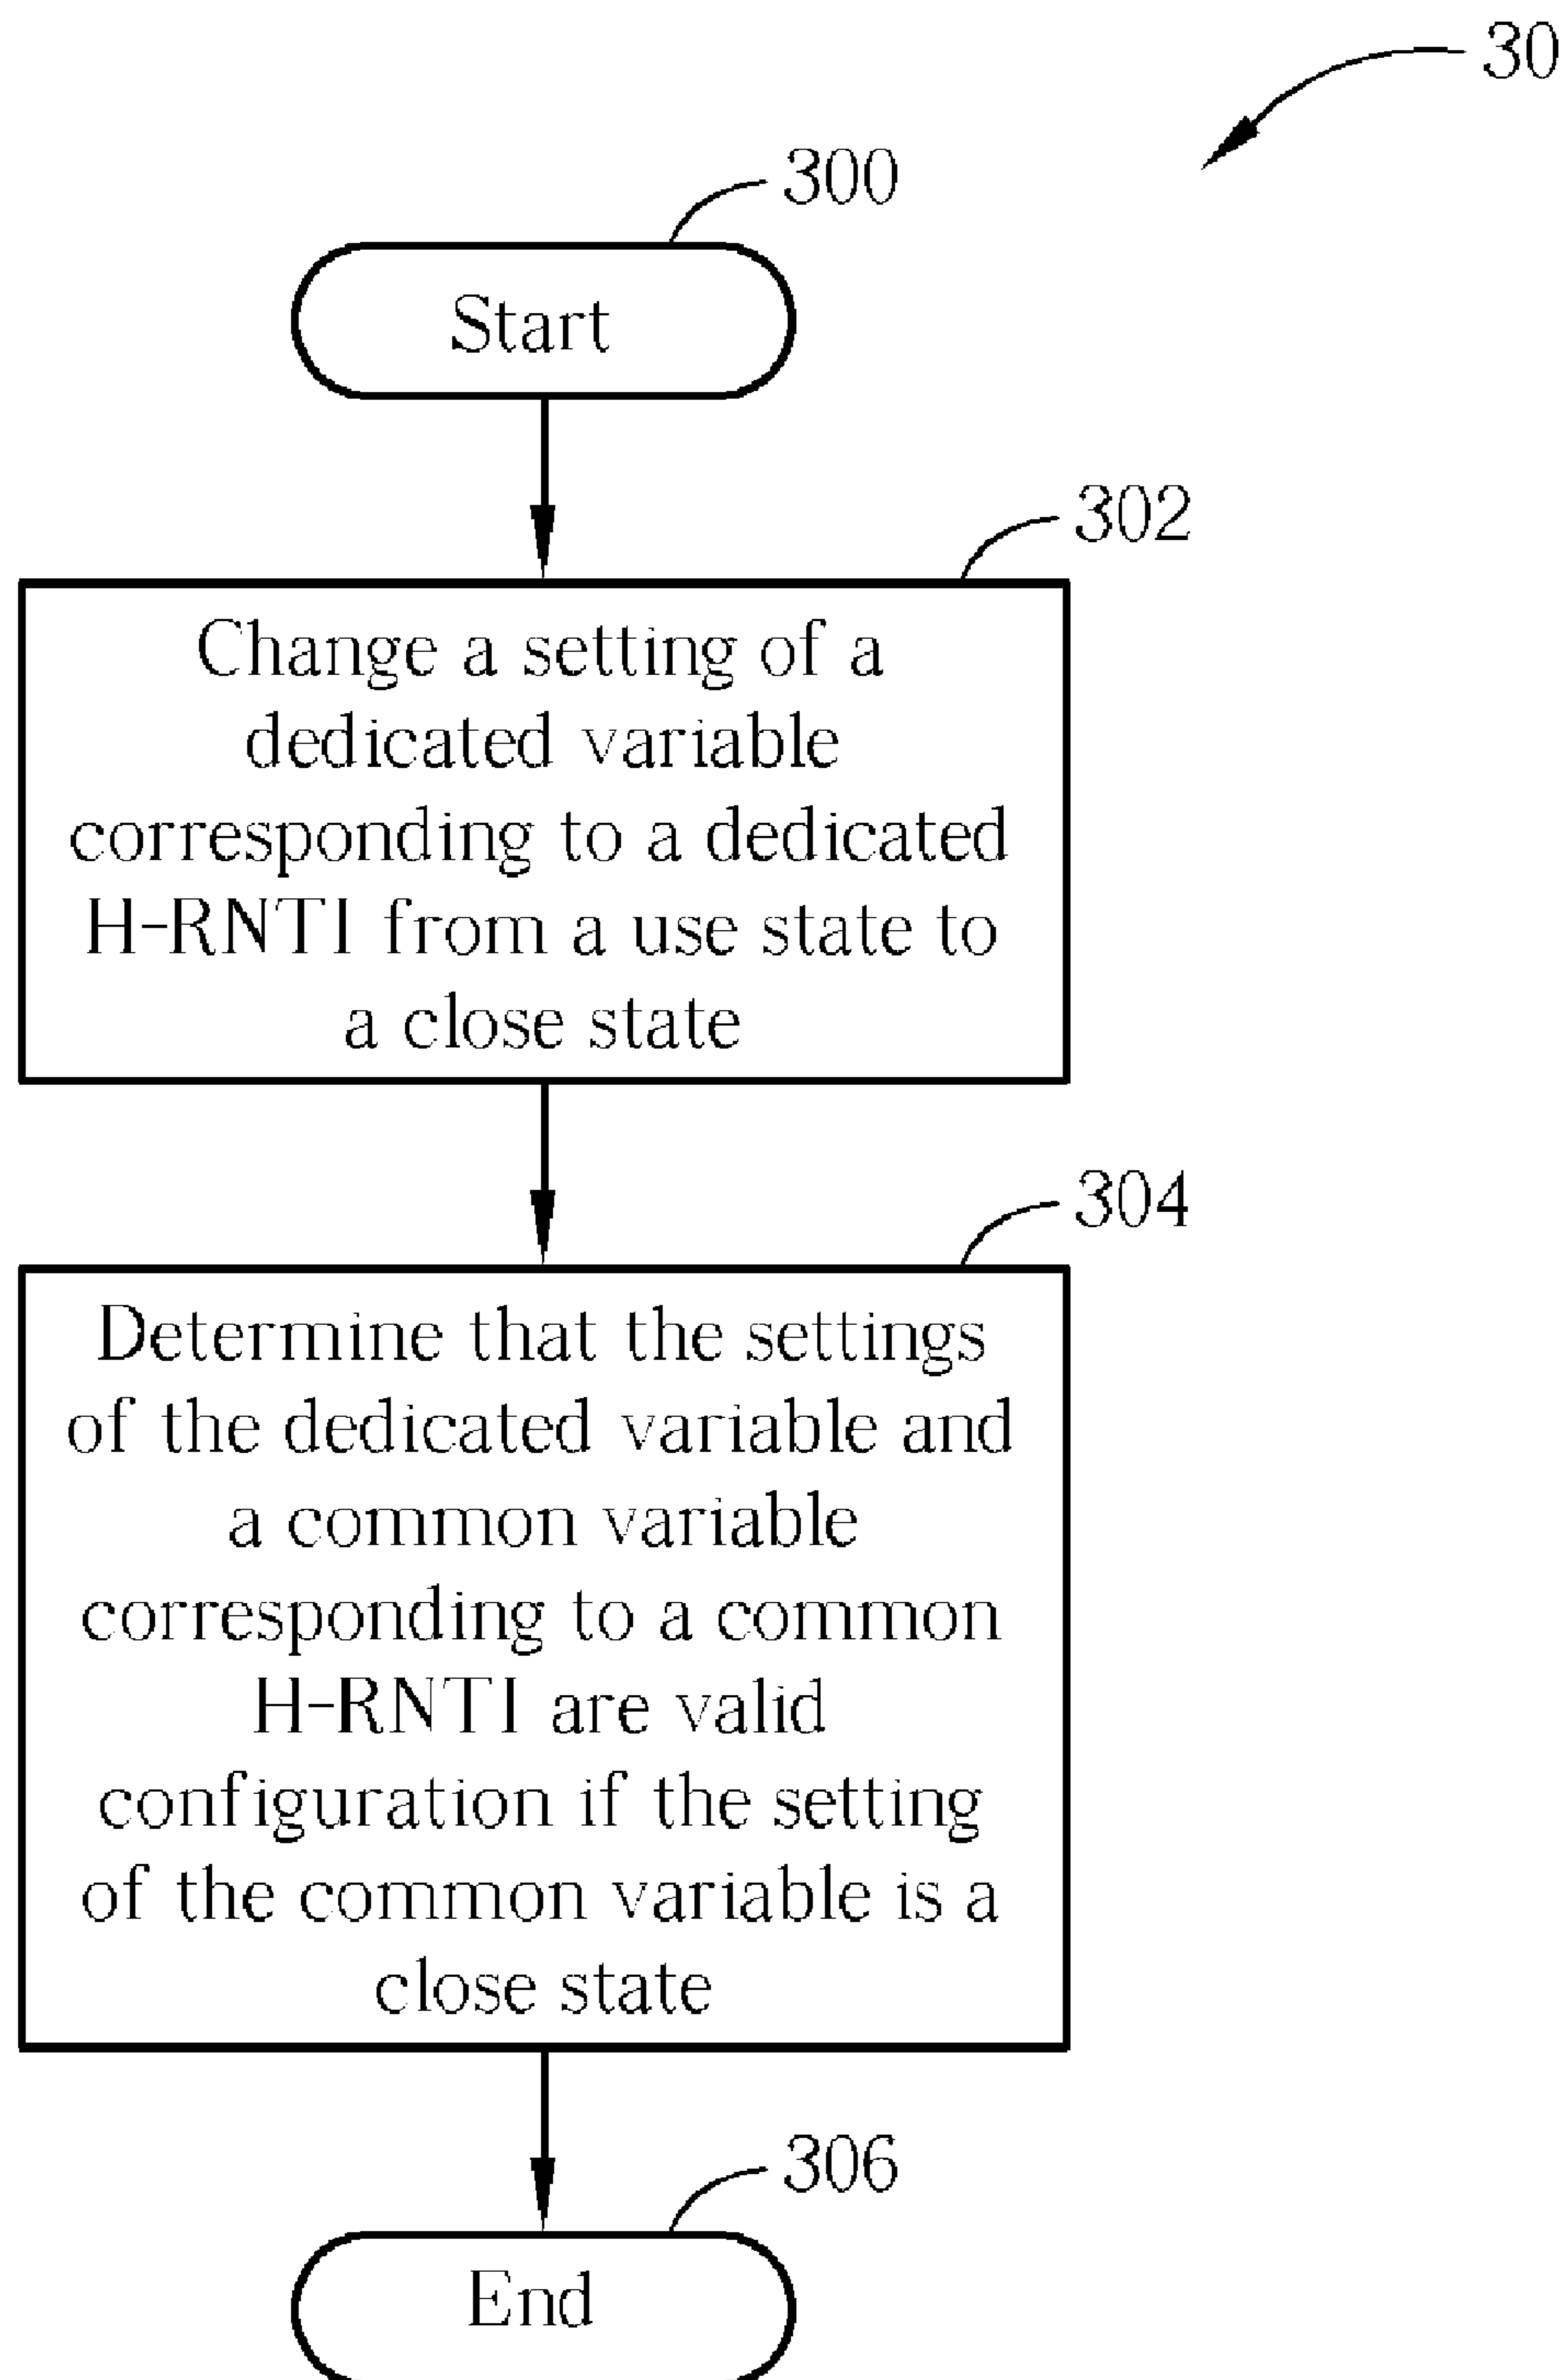 30
300
Start
302
Change a setting of a
dedicated variable
corresponding to a dedicated
H-RNTI from a use state to
a close state
304
Determine that the settings
of the dedicated variable and
a common variable
corresponding to a common
H-RNTI are valid
configuration if the setting
of the common variable is a
close state
306
End